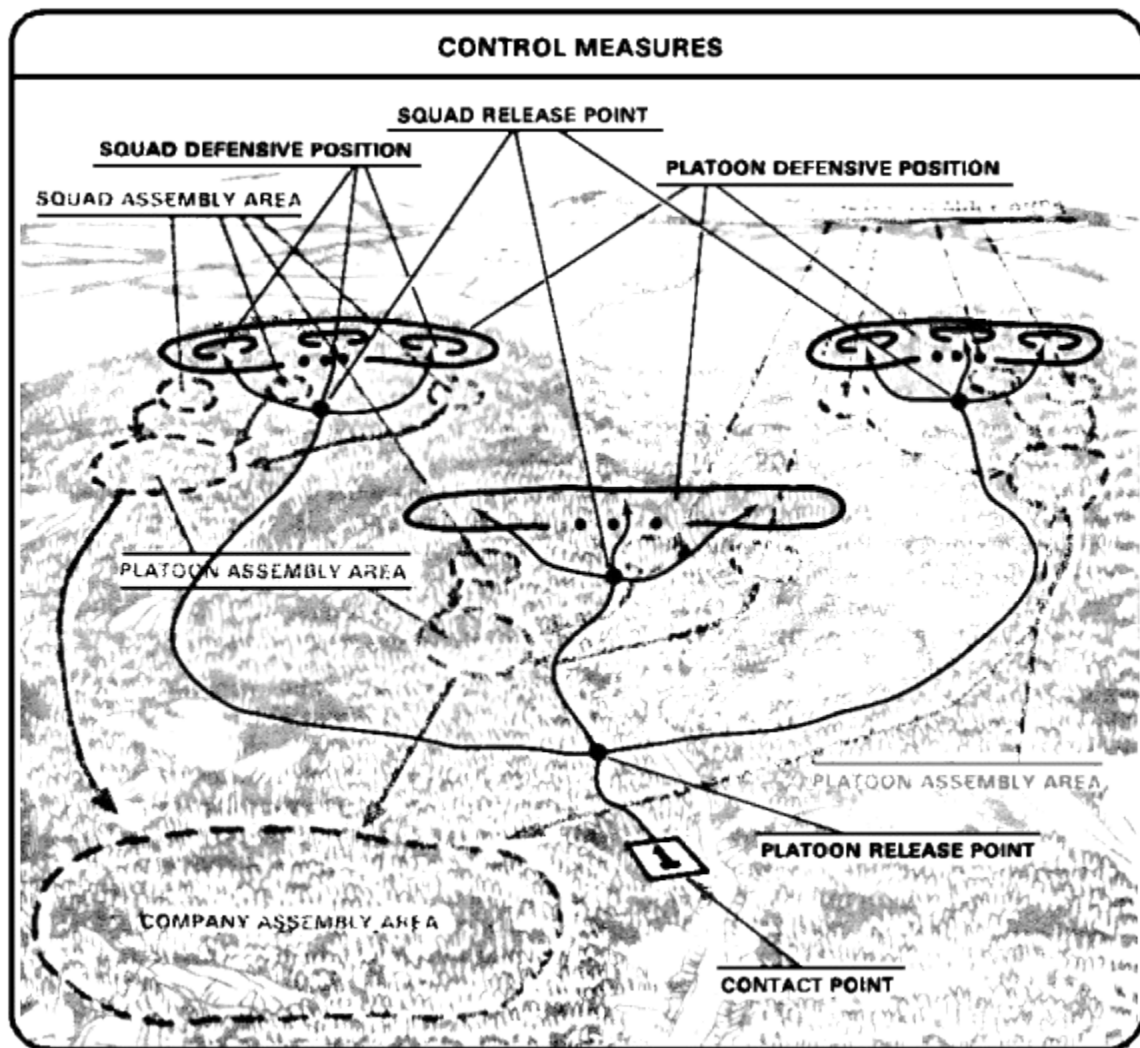 CONTROL MEASURES
SQUAD RELEASE POINT
SQUAD DEFENSIVE POSITION
PLATOON DEFENSIVE POSITION
SQUAD ASSEMBLY AREA
AREA
PLATOON ASSEMBLY AREA
PLATOON ASSEMBLY AREA
PLATOON RELEASE POINT
1
COMPANY ASSEMBLY AREA
CONTACT POINT